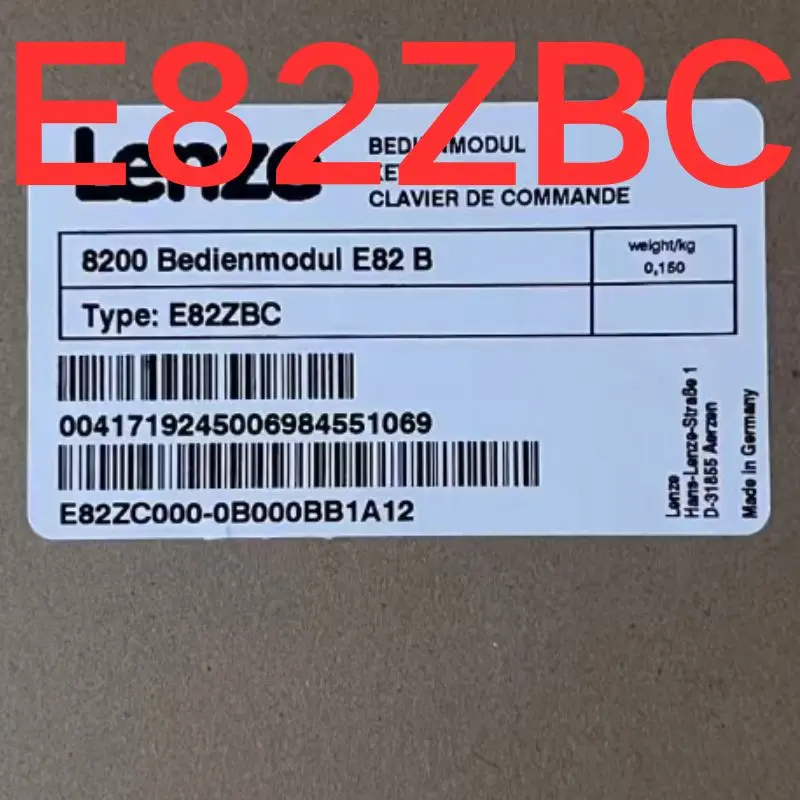 E82ZBC
Lenze
BEDIENMODUL
CLAVIER DE COMMANDE
8200 Bedienmodul E82 B
weight/kg
0,150
Type: E82ZBC
0041719245006984551069
E82ZC000-0B000BB1A12
Lenze
Hans-Lenze-Straße 1
D-31855 Aerzen
Made in Germany